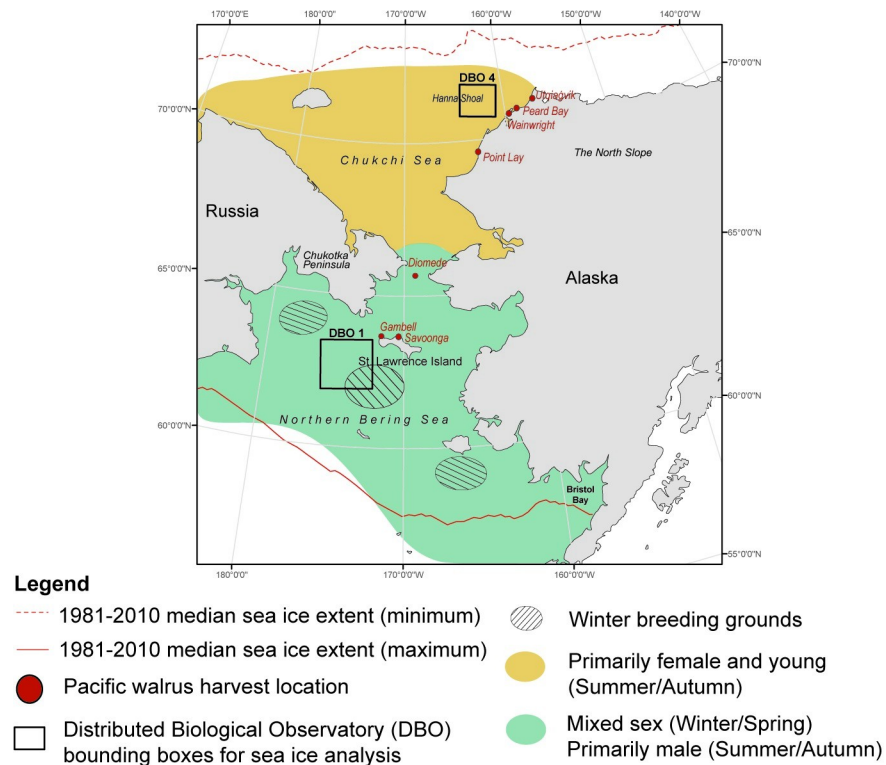 170°0'0"E
180°0'0"
170°0'0"W
160°0'0"W
150°0'0"W
140°0'0"W
70°0'0"N
70°0'0"N
DBO 4
Hanna Shoal
Utqiaġvik
Peard Bay
Wainwright
Point Lay
The North Slope
Chukchi Sea
Russia
65°0'0"N
Chukotka
Peninsula
65°0'0"N
Diomede
Alaska
Gambell
Savoonga
DBO 1
St. Lawrence Island
60°0'0"N
60°0'0"N
Northern Bering Sea
Bristol
Bay
55°0'0"N
180°0'0"
170°0'0"W
160°0'0"W
Legend
1981-2010 median sea ice extent (minimum)
1981-2010 median sea ice extent (maximum)
Pacific walrus harvest location
Distributed Biological Observatory (DBO)
bounding boxes for sea ice analysis
Winter breeding grounds
Primarily female and young
(Summer/Autumn)
Mixed sex (Winter/Spring)
Primarily male (Summer/Autumn)